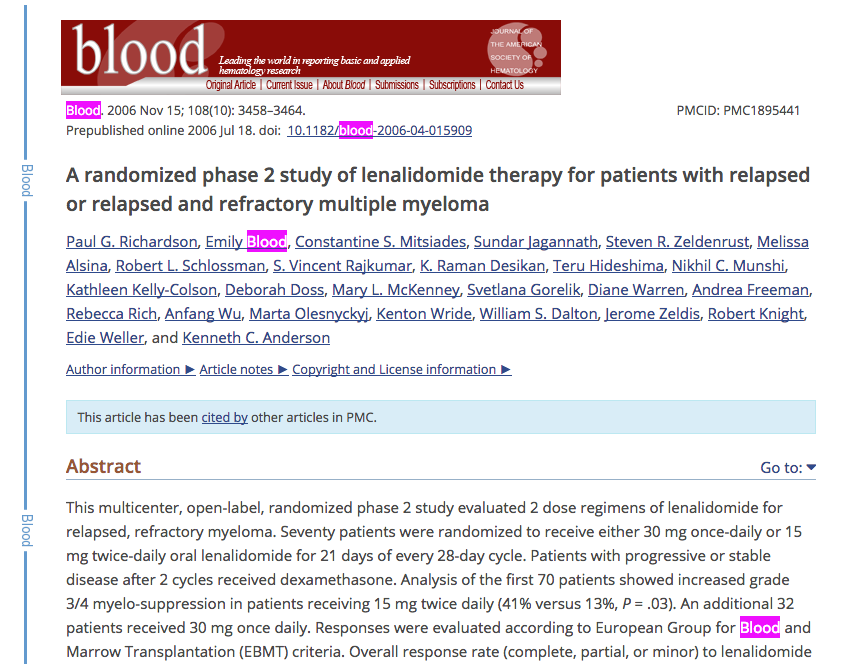 blood
Leading the world in reporting basic and applied
hematology research
JOURNAL OF
THE AMERICAN
SOCIETY OF
HEMATOLOGY
Original Article | Current Issue | About Blood | Submissions | Subscriptions | Contact Us
Blood. 2006 Nov 15; 108(10): 3458–3464.
PMCID: PMC1895441
Prepublished online 2006 Jul 18. doi: 10.1182/blood-2006-04-015909
Blood
A randomized phase 2 study of lenalidomide therapy for patients with relapsed
or relapsed and refractory multiple myeloma
Paul G. Richardson, Emily Blood, Constantine S. Mitsiades, Sundar Jagannath, Steven R. Zeldenrust, Melissa
Alsina, Robert L. Schlossman, S. Vincent Rajkumar, K. Raman Desikan, Teru Hideshima, Nikhil C. Munshi,
Kathleen Kelly-Colson, Deborah Doss, Mary L. McKenney, Svetlana Gorelik, Diane Warren, Andrea Freeman,
Rebecca Rich, Anfang Wu, Marta Olesnyckyj, Kenton Wride, William S. Dalton, Jerome Zeldis, Robert Knight,
Edie Weller, and Kenneth C. Anderson
Author information ► Article notes ► Copyright and License information ►
This article has been cited by other articles in PMC.
Abstract
Go to:
Blood
This multicenter, open-label, randomized phase 2 study evaluated 2 dose regimens of lenalidomide for
relapsed, refractory myeloma. Seventy patients were randomized to receive either 30 mg once-daily or 15
mg twice-daily oral lenalidomide for 21 days of every 28-day cycle. Patients with progressive or stable
disease after 2 cycles received dexamethasone. Analysis of the first 70 patients showed increased grade
3/4 myelo-suppression in patients receiving 15 mg twice daily (41% versus 13%, P = .03). An additional 32
patients received 30 mg once daily. Responses were evaluated according to European Group for Blood and
Marrow Transplantation (EBMT) criteria. Overall response rate (complete, partial, or minor) to lenalidomide